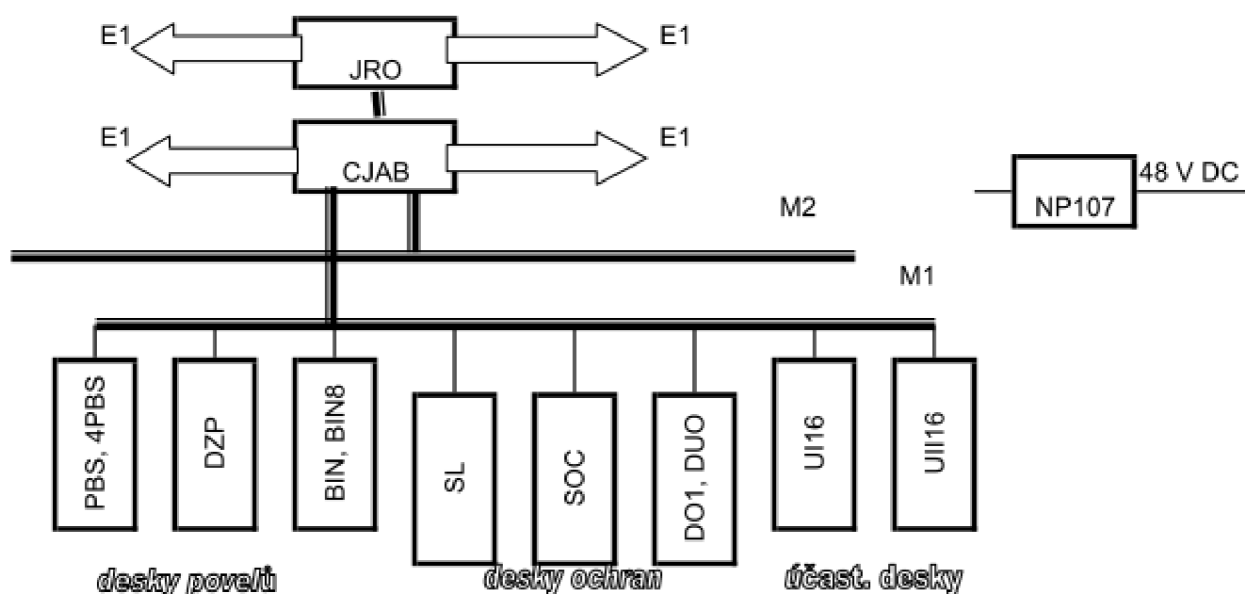 E1
E1
JRO
E1
E1
CJAB
48 V DC
NP107
M2
M1
PBS, 4PBS
DZP
BIN, BIN8
SL
SOC
DO1, DUO
UI16
UII16
desky povelů
desky ochran
účast. desky